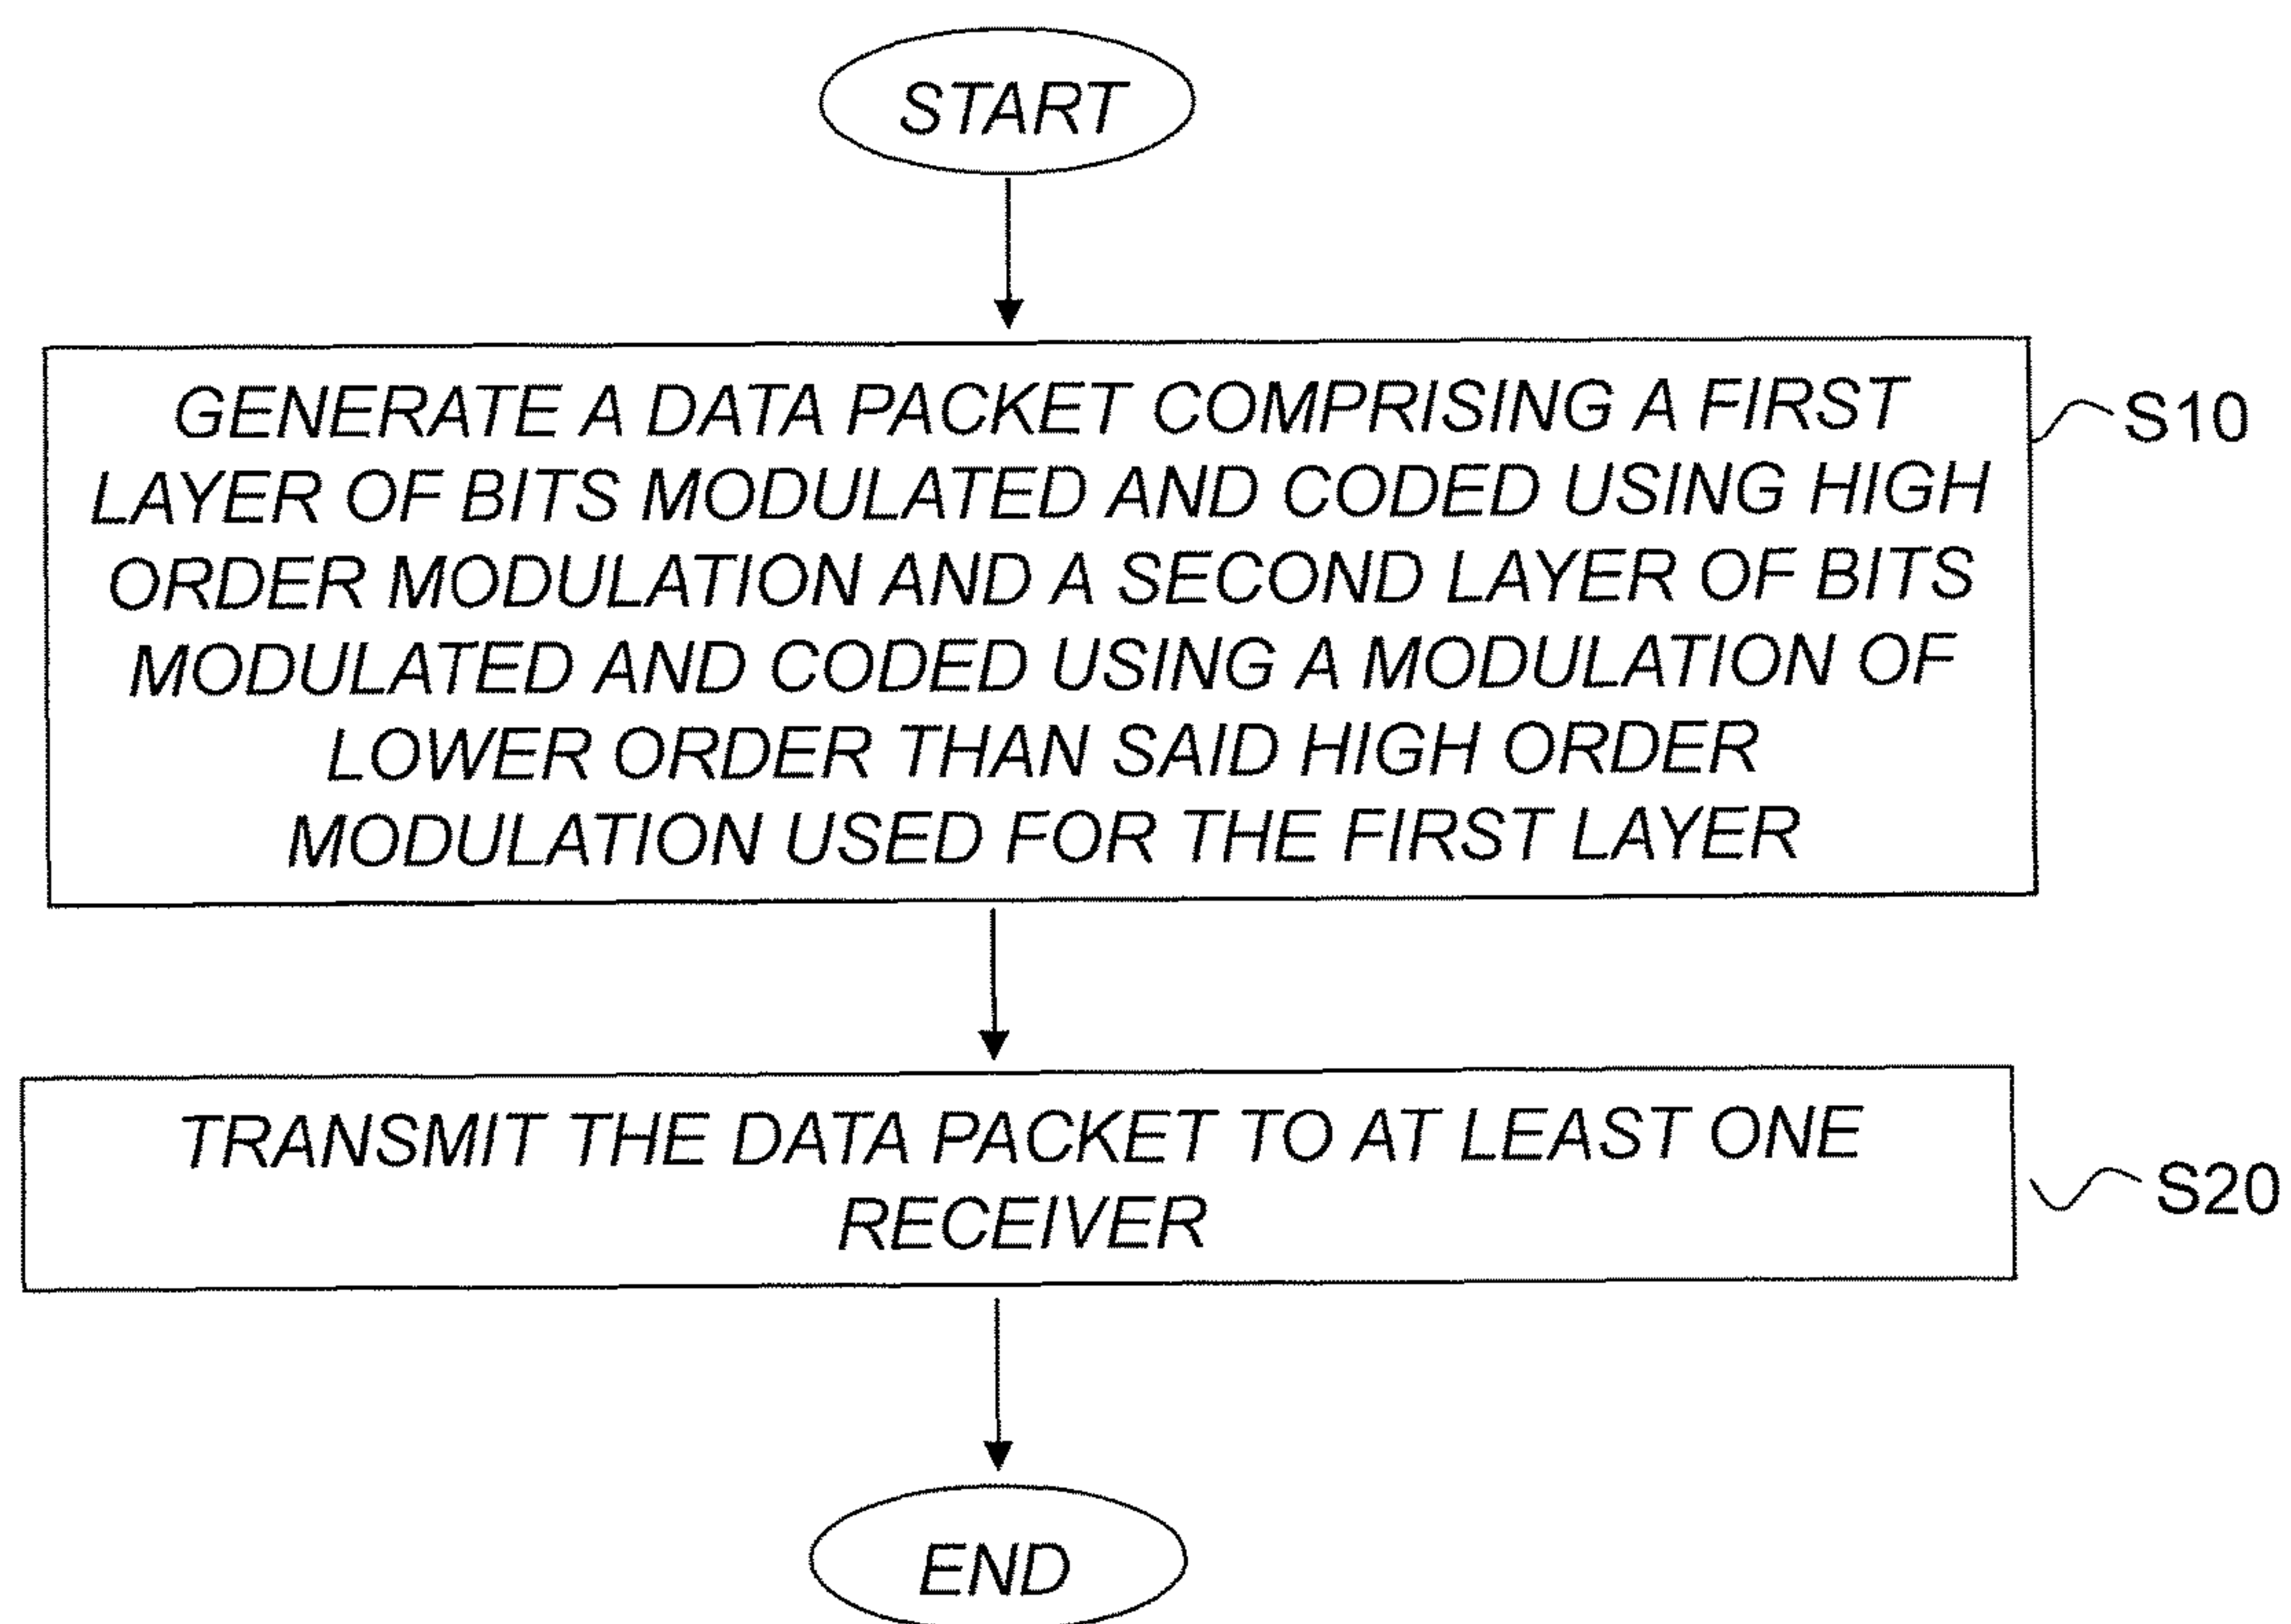 START
GENERATE A DATA PACKET COMPRISING A FIRST
LAYER OF BITS MODULATED AND CODED USING HIGH
ORDER MODULATION AND A SECOND LAYER OF BITS
MODULATED AND CODED USING A MODULATION OF
LOWER ORDER THAN SAID HIGH ORDER
MODULATION USED FOR THE FIRST LAYER
S10
TRANSMIT THE DATA PACKET TO AT LEAST ONE
RECEIVER
S20
END